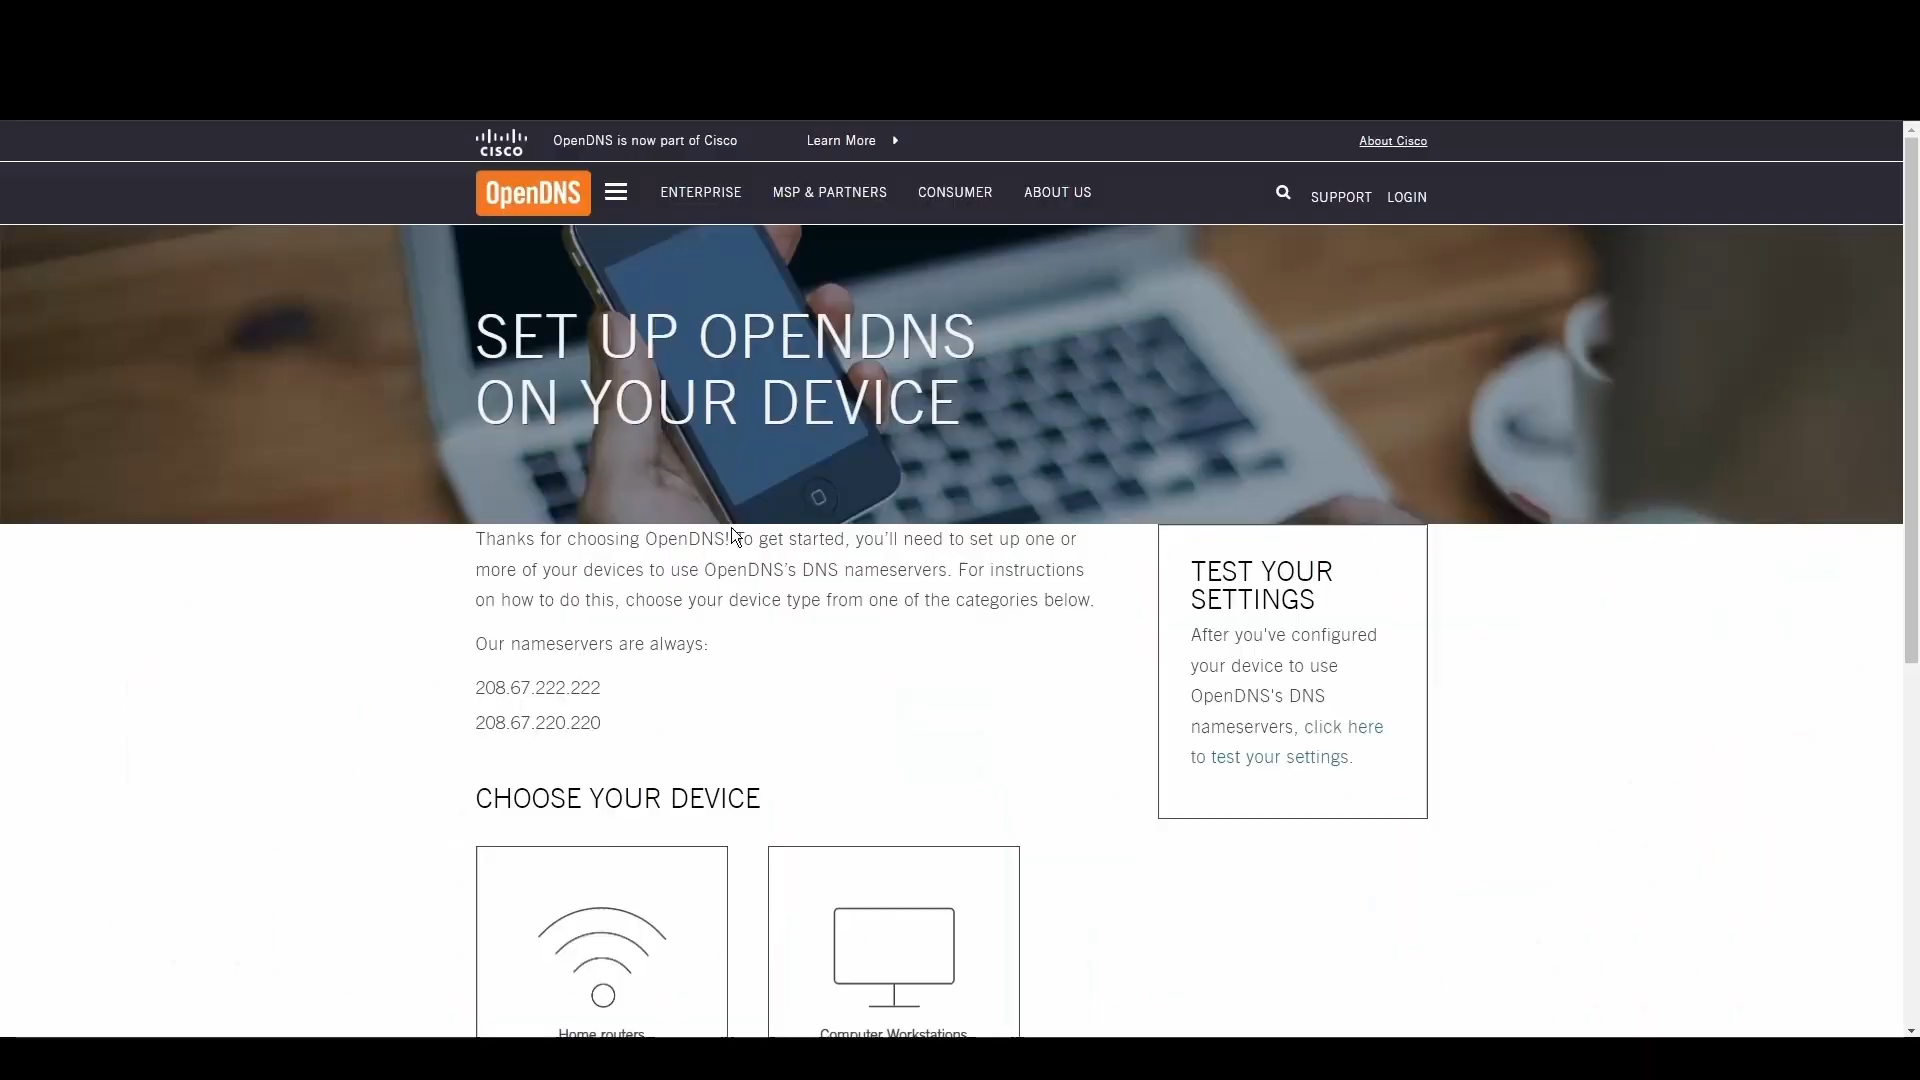 CISCO
OpenDNS is now part of Cisco
Learn More
About Cisco
OpenDNS
ENTERPRISE
MSP & PARTNERS
CONSUMER
ABOUT US
SUPPORT
LOGIN
SET UP OPENDNS
ON YOUR DEVICE
Thanks for choosing OpenDNS! To get started, you’ll need to set up one or
more of your devices to use OpenDNS’s DNS nameservers. For instructions
on how to do this, choose your device type from one of the categories below.
Our nameservers are always:
208.67.222.222
208.67.220.220
CHOOSE YOUR DEVICE
Home routers
Computer Workstations
TEST YOUR
SETTINGS
After you've configured
your device to use
OpenDNS's DNS
nameservers, click here
to test your settings.